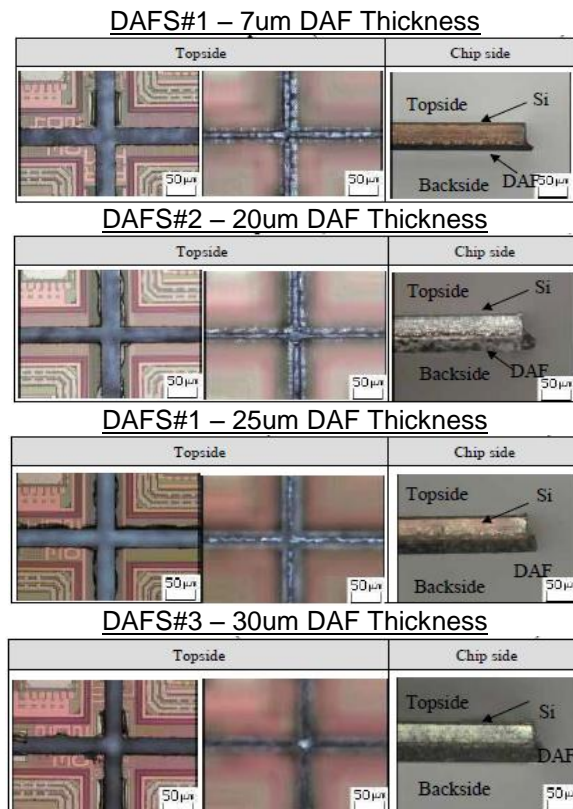 DAFS#1 – 7um DAF Thickness
Topside Chip side
Topside Si
50μm 50μm DAF 50μm
Backside
DAFS#2 – 20um DAF Thickness
Topside Chip side
Topside Si
50μm 50μm DAF 50μm
Backside
DAFS#1 – 25um DAF Thickness
Topside Chip side
Topside Si
DAF
50μm 50μm Backside 50μm
DAFS#3 – 30um DAF Thickness
Topside Chip side
Topside Si
DAF
50μm 50μm Backside 50μm